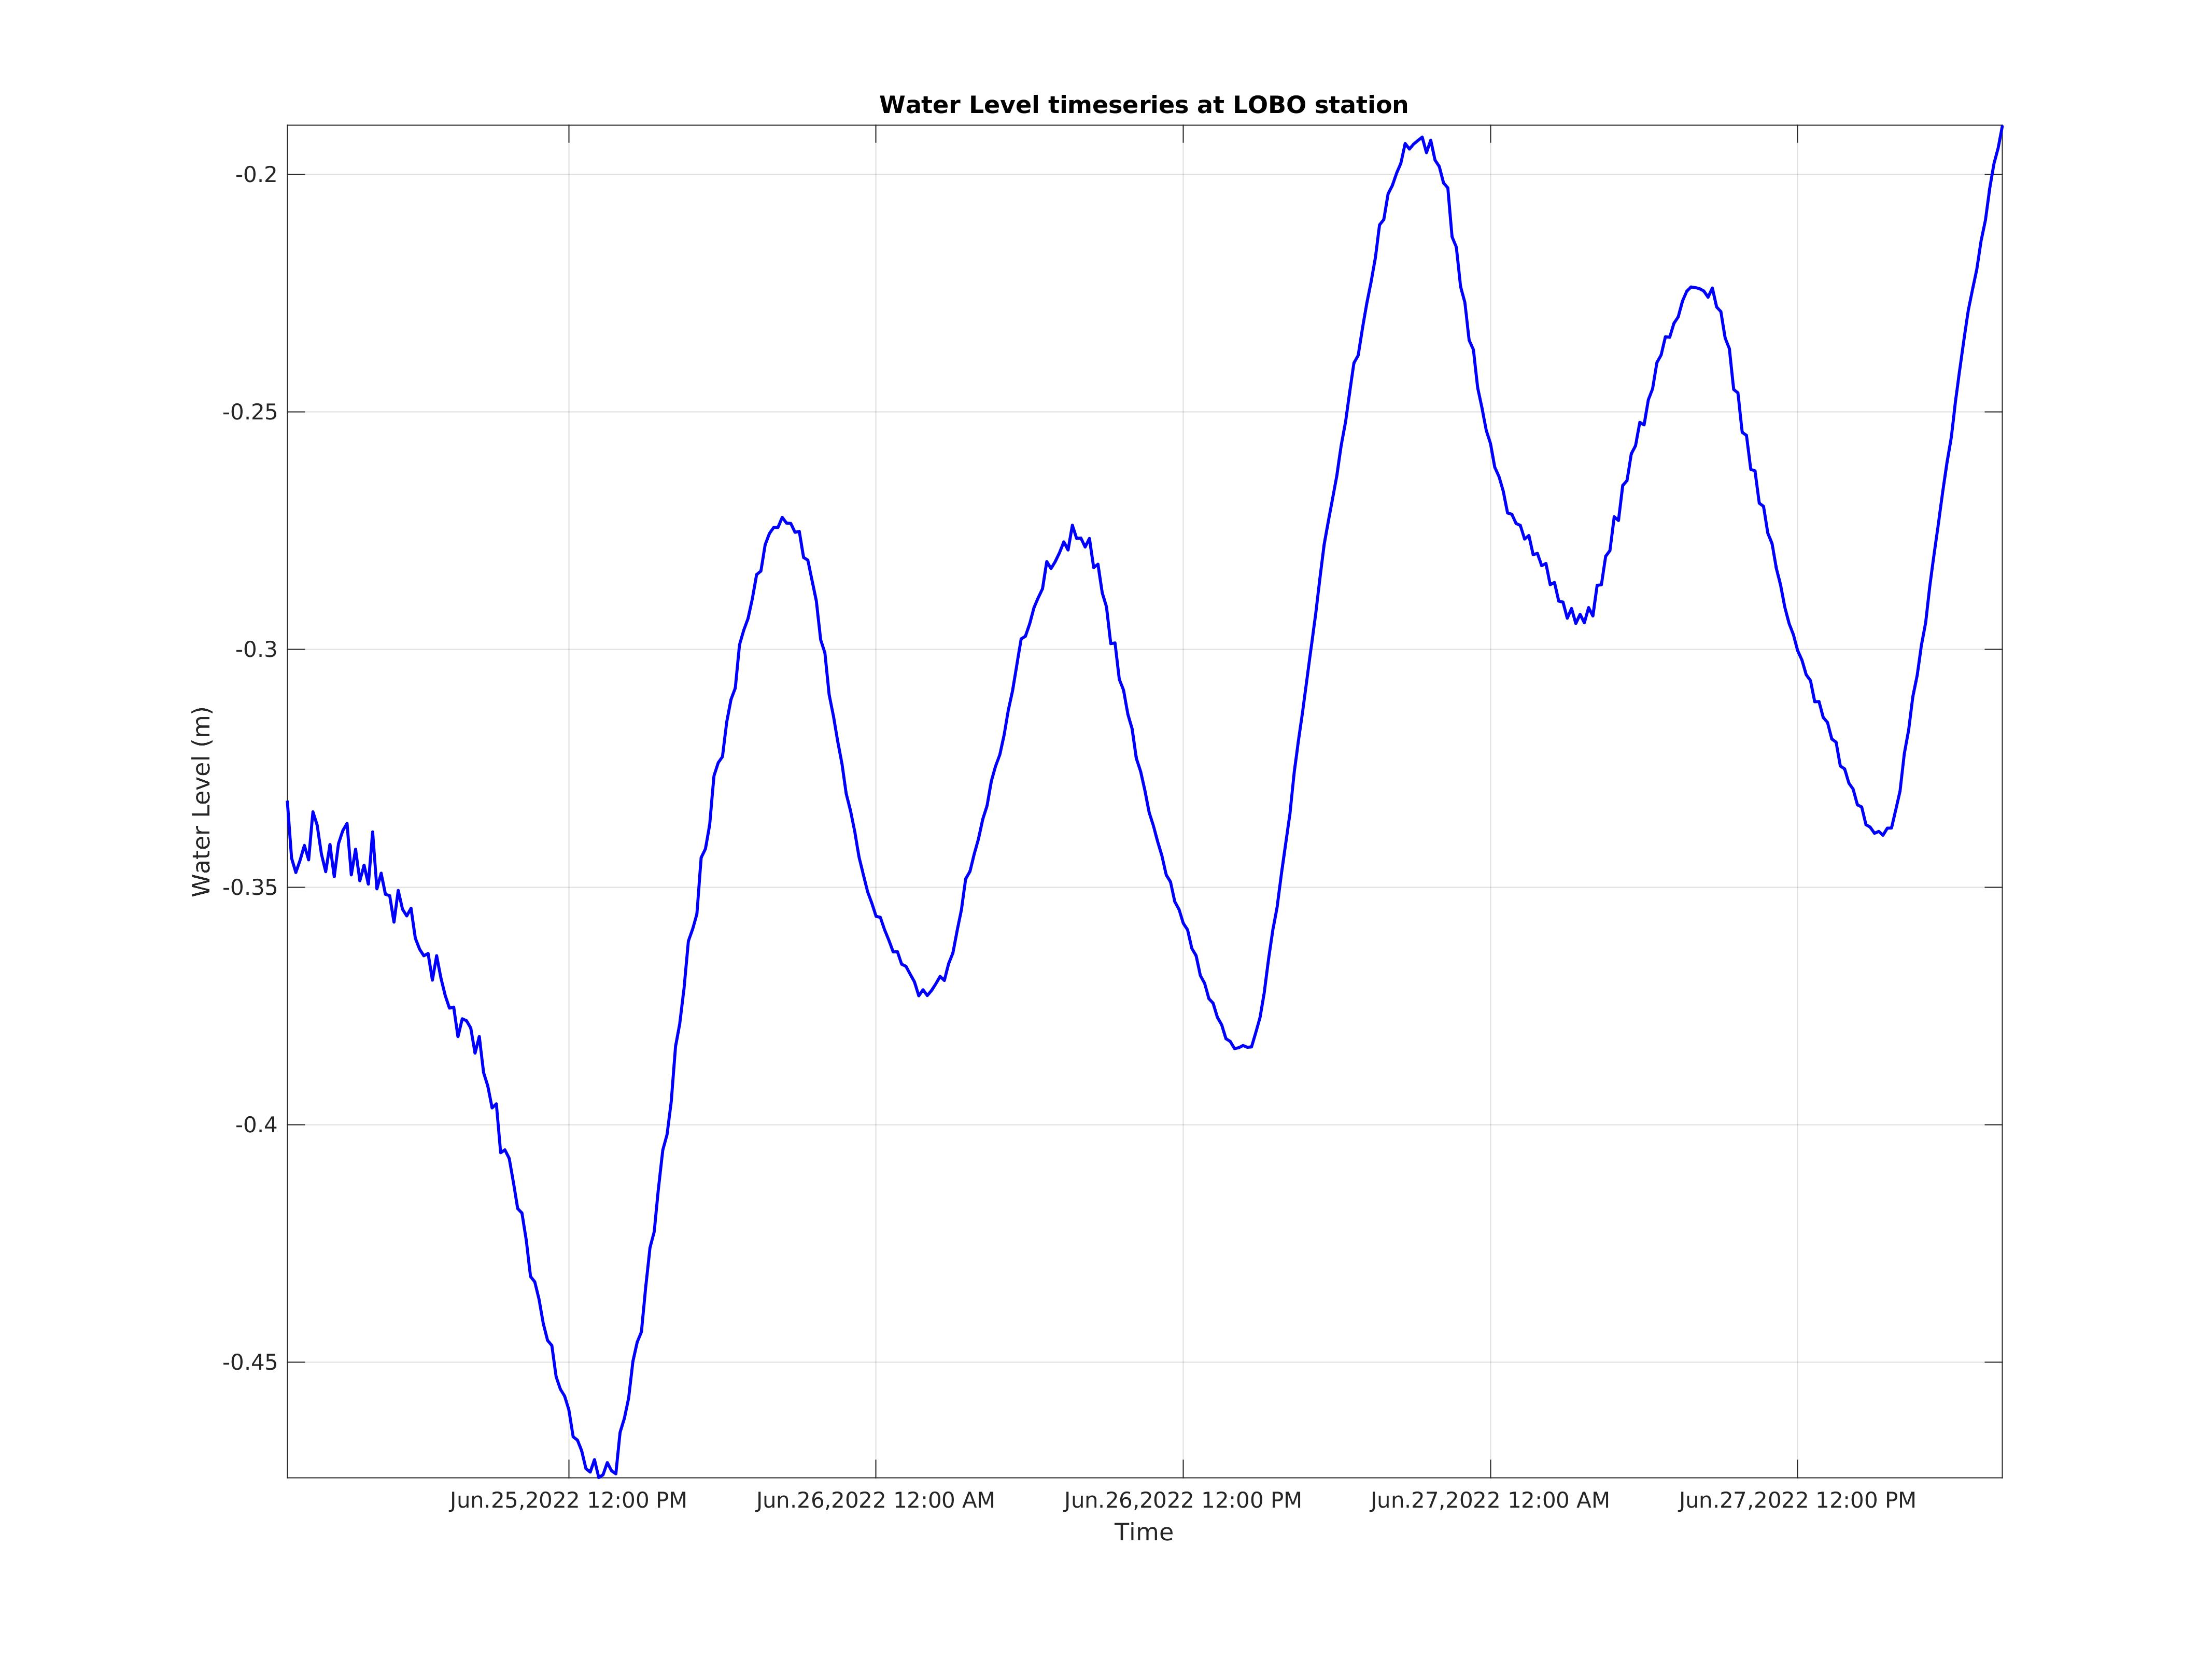 Water Level timeseries at LOBO station
-0.2
-0.25
-0.3
-0.35
-0.4
-0.45
Water Level (m)
Jun.25,2022 12:00 PM
Jun.26,2022 12:00 AM
Jun.26,2022 12:00 PM
Jun.27,2022 12:00 AM
Jun.27,2022 12:00 PM
Time